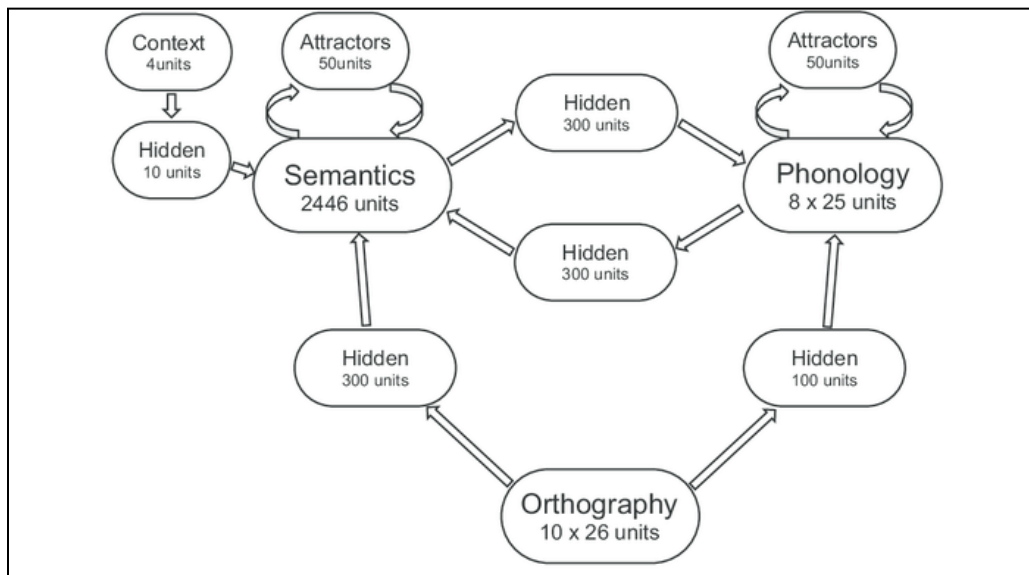 Context
4units
Attractors
50units
Attractors
50units
Hidden
300 units
Hidden
10 units
Semantics
2446 units
Phonology
8 x 25 units
Hidden
300 units
Hidden
300 units
Hidden
100 units
Orthography
10 x 26 units